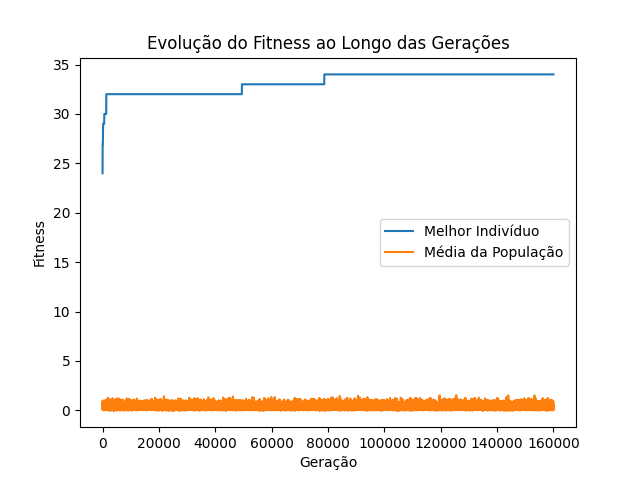 Evolução do Fitness ao Longo das Gerações
35
30
25
20
15
10
5
0
Fitness
Melhor Indivíduo
Média da População
0 20000 40000 60000 80000 100000 120000 140000 160000
Geração